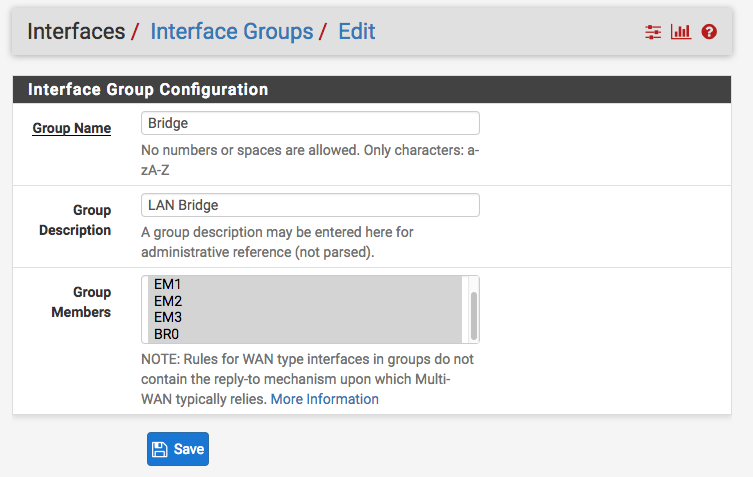 Interfaces / Interface Groups / Edit
Interface Group Configuration
Group Name
Bridge
No numbers or spaces are allowed. Only characters: a-
zA-Z
Group
Description
LAN Bridge
A group description may be entered here for
administrative reference (not parsed).
Group
Members
EM1
EM2
EM3
BR0
NOTE: Rules for WAN type interfaces in groups do not
contain the reply-to mechanism upon which Multi-
WAN typically relies. More Information
Save